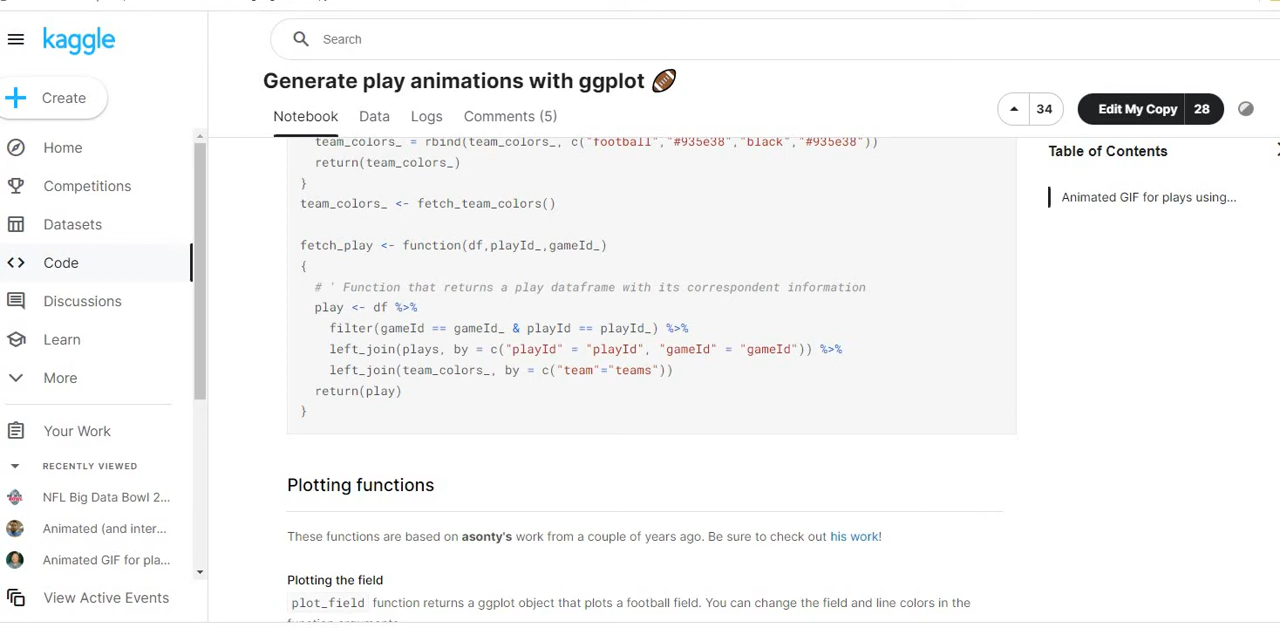 kaggle
Search
Create
Generate play animations with ggplot 🏈
Notebook Data Logs Comments (5)
34
Edit My Copy 28
Home
Competitions
Datasets
Code
Discussions
Learn
More
Your Work
RECENTLY VIEWED
NFL Big Data Bowl 2...
Animated (and inter...
Animated GIF for pla...
View Active Events
team_colors_ = rbind(team_colors_, c("football","#935e38","black","#935e38"))
return(team_colors_)
}
team_colors_ <- fetch_team_colors()
fetch_play <- function(df,playId_,gameId_)
{
# ' Function that returns a play dataframe with its correspondent information
play <- df %>%
filter(gameId == gameId_ & playId == playId_) %>%
left_join(plays, by = c("playId" = "playId", "gameId" = "gameId")) %>%
left_join(team_colors_, by = c("team"="teams"))
return(play)
}
Plotting functions
These functions are based on asonty's work from a couple of years ago. Be sure to check out his work!
Plotting the field
plot_field function returns a ggplot object that plots a football field. You can change the field and line colors in the
Table of Contents
Animated GIF for plays using...